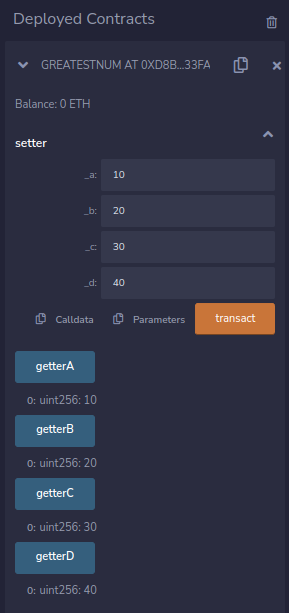 Deployed Contracts
GREATESTNUM AT 0XD8B...33FA
Balance: 0 ETH
setter
_a: 10
_b: 20
_c: 30
_d: 40
Calldata Parameters transact
getterA
0: uint256: 10
getterB
0: uint256: 20
getterC
0: uint256: 30
getterD
0: uint256: 40